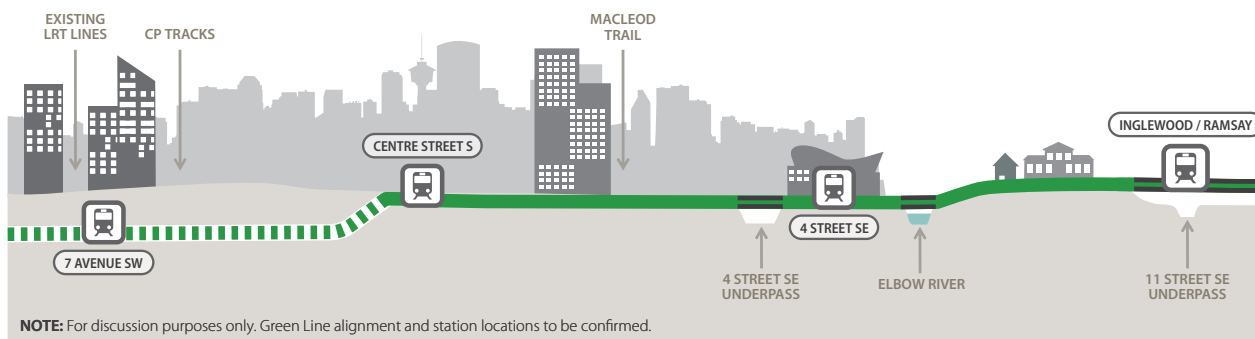 EXISTING
LRT LINES
CP TRACKS
MACLEOD
TRAIL
CENTRE STREET S
INGLEWOOD / RAMSAY
7 AVENUE SW
4 STREET SE
4 STREET SE
UNDERPASS
ELBOW RIVER
11 STREET SE
UNDERPASS
NOTE: For discussion purposes only. Green Line alignment and station locations to be confirmed.